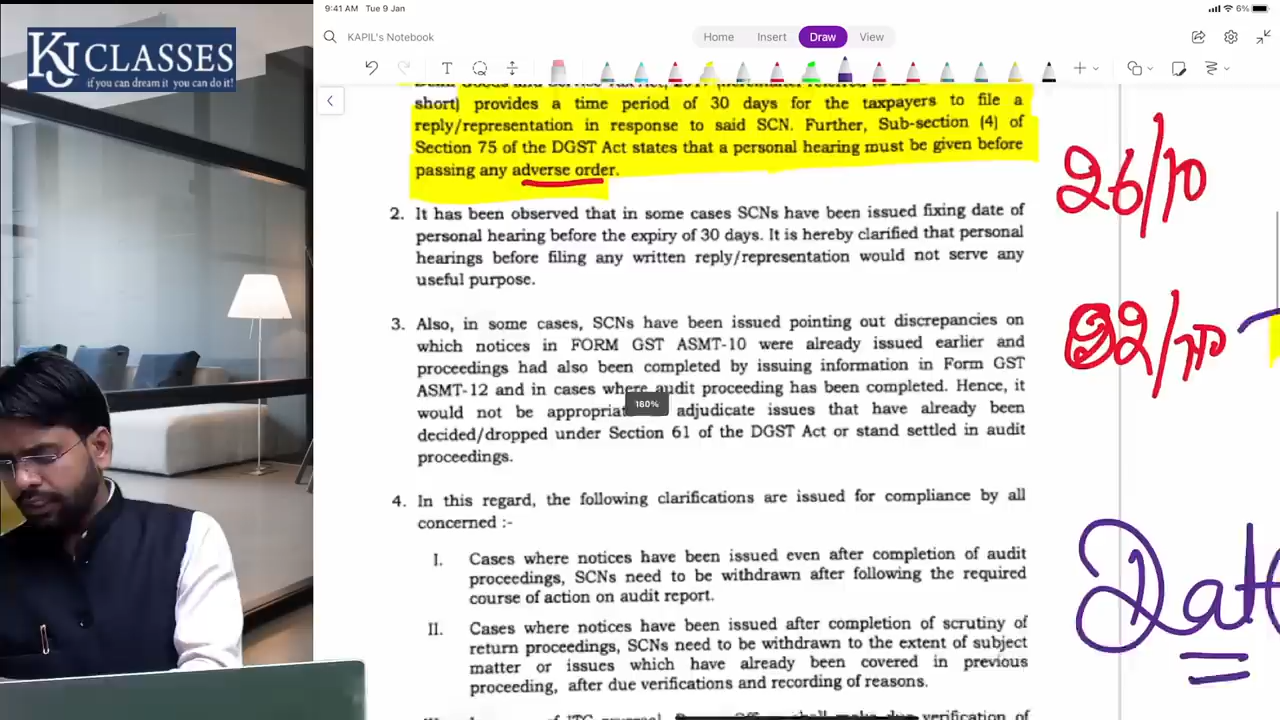 9:41 AM Tue 9 Jan
6%
KJ CLASSES
if you can dream it you can do it!
KAPIL's Notebook
Home Insert Draw View
short) provides a time period of 30 days for the taxpayers to file a
reply/representation in response to said SCN. Further, Sub-section (4) of
Section 75 of the DGST Act states that a personal hearing must be given before
passing any adverse order.
2. It has been observed that in some cases SCNs have been issued fixing date of
personal hearing before the expiry of 30 days. It is hereby clarified that personal
hearings before filing any written reply/representation would not serve any
useful purpose.
3. Also, in some cases, SCNs have been issued pointing out discrepancies on
which notices in FORM GST ASMT-10 were already issued earlier and
proceedings had also been completed by issuing information in Form GST
ASMT-12 and in cases where audit proceeding has been completed. Hence, it
would not be appropriat adjudicate issues that have already been
160%
decided/dropped under Section 61 of the DGST Act or stand settled in audit
proceedings.
4. In this regard, the following clarifications are issued for compliance by all
concerned :-
I. Cases where notices have been issued even after completion of audit
proceedings, SCNs need to be withdrawn after following the required
course of action on audit report.
II. Cases where notices have been issued after completion of scrutiny of
return proceedings, SCNs need to be withdrawn to the extent of subject
matter or issues which have already been covered in previous
proceeding, after due verifications and recording of reasons.
verification of
26/10